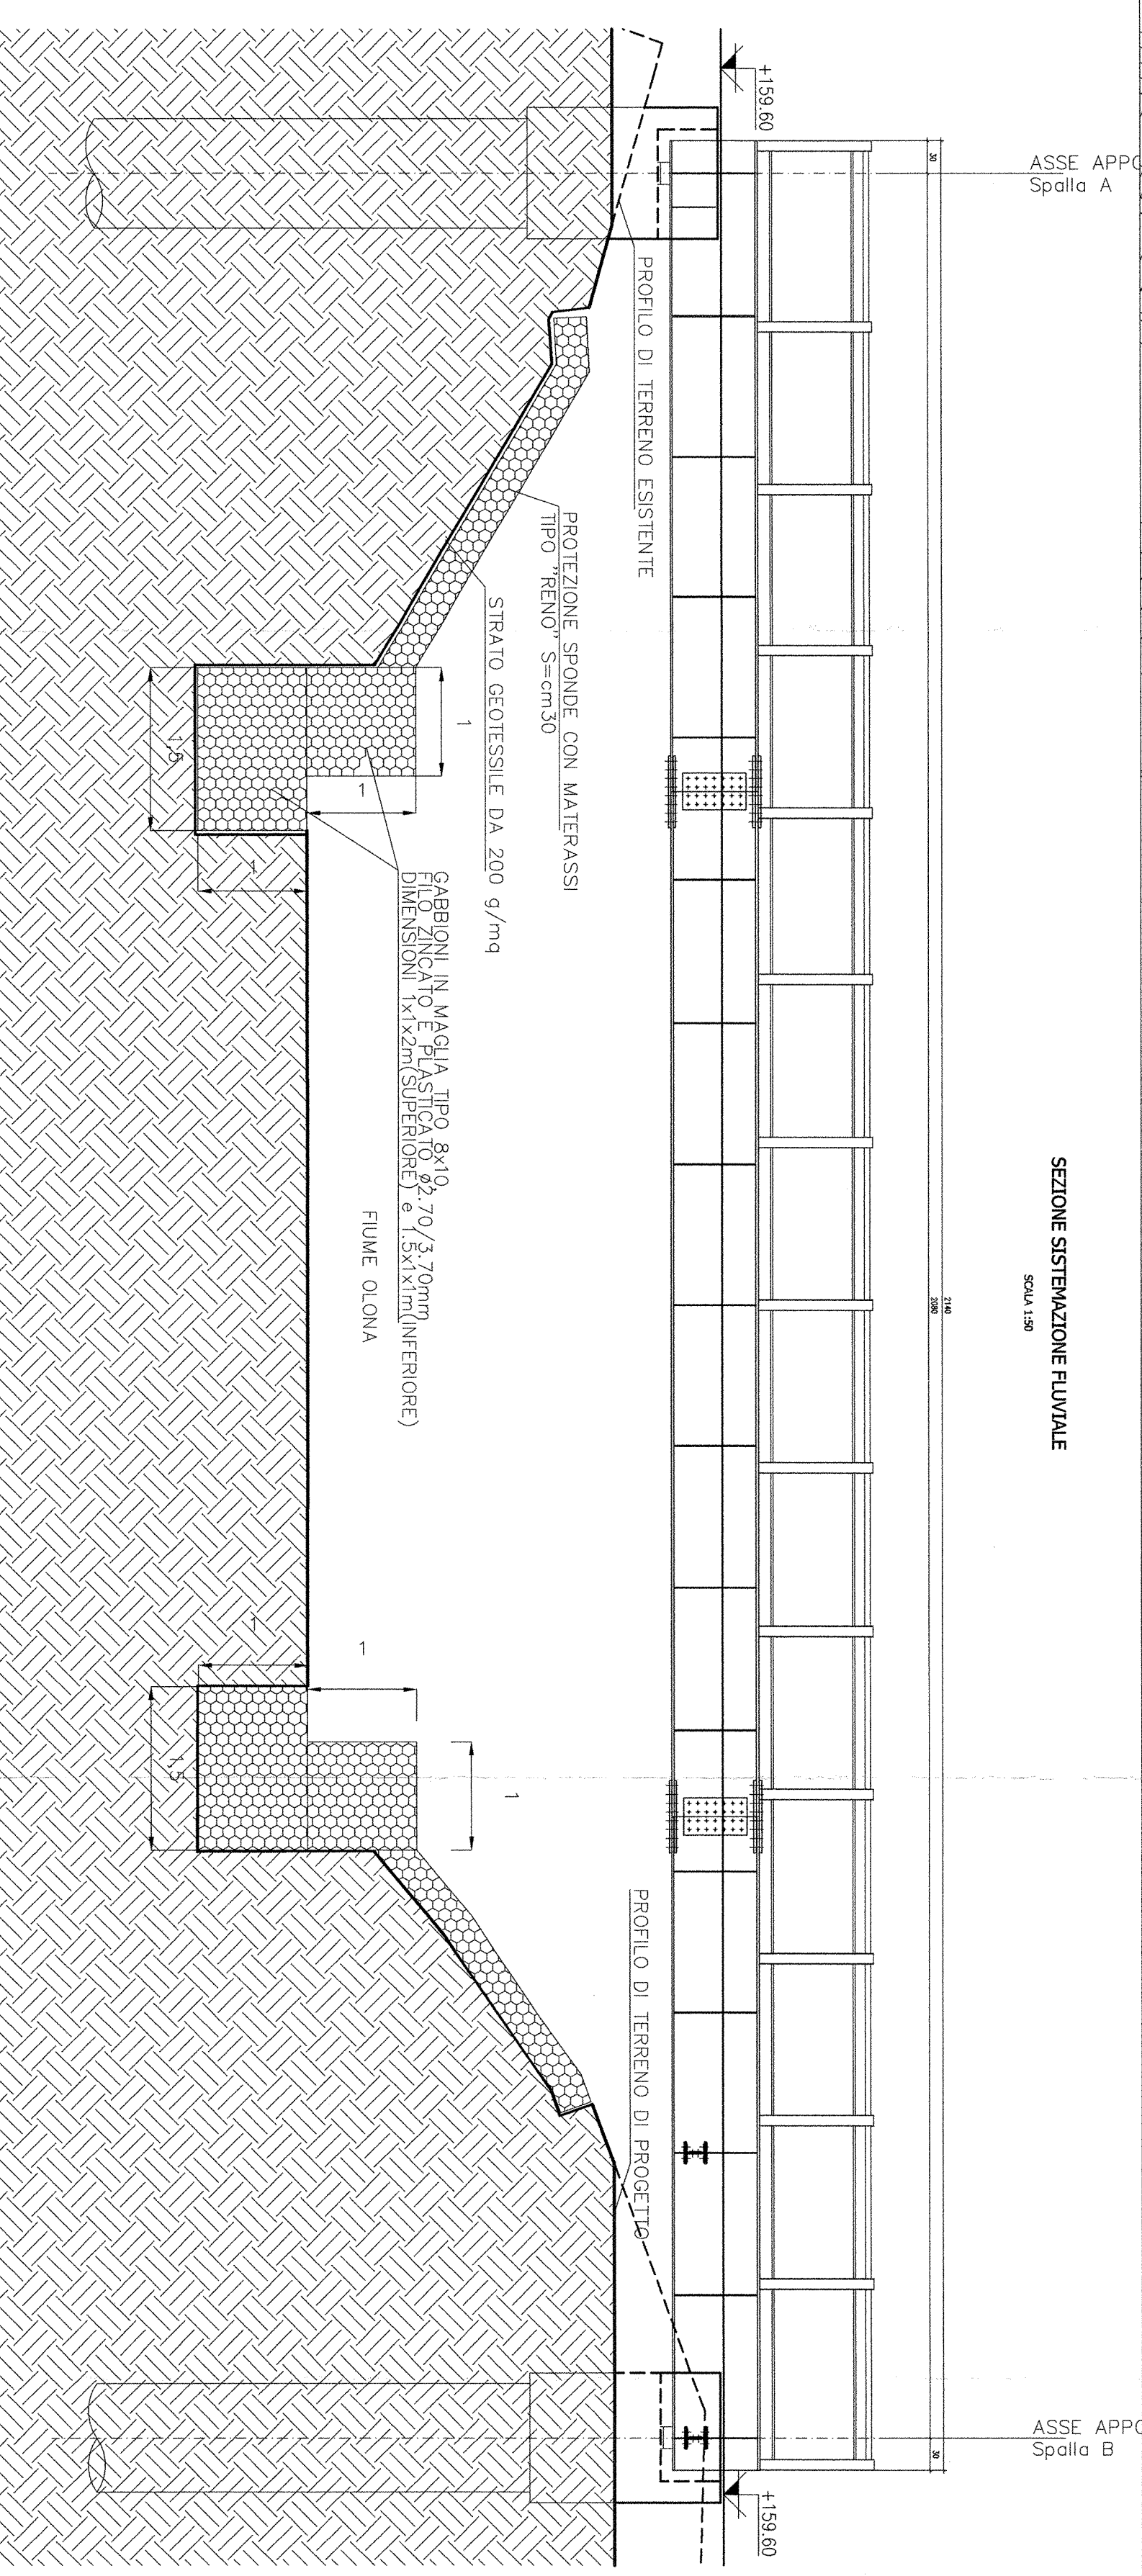 SEZIONE SISTEMAZIONE FLUVIALE
SCALA 1:50
ASSE APPO
Spalla A
ASSE APPO
Spalla B
30
2140
2080
30
+159.60
+159.60
PROFILO DI TERRENO ESISTENTE
PROFILO DI TERRENO DI PROGETTO
PROTEZIONE SPONDE CON MATERASSI
TIPO "RENO" S=cm30
STRATO GEOTESSILE DA 200 g/mq
GABBIONI IN MAGLIA TIPO 8x10,
FILO ZINCATO E PLASTICATO Ø2.70/3.70mm
DIMENSIONI 1x1x2m(SUPERIORE) e 1.5x1x1m(INFERIORE)
FIUME OLONA
1
1
1
1,5
1
1
1
1,5